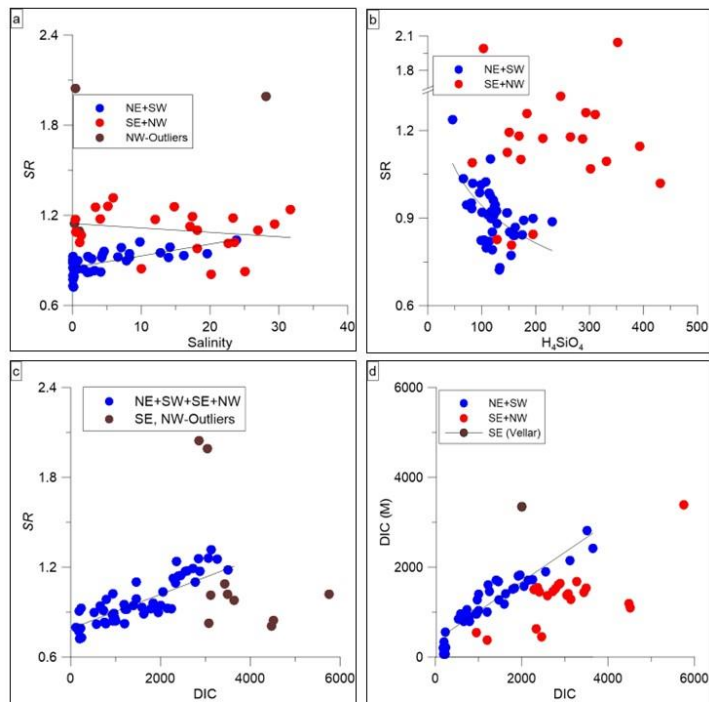 a
2.4
1.8
SR
1.2
0.6
NE+SW
SE+NW
NW-Outliers
0
10
20
30
40
Salinity
b
2.1
1.8
SR
1.2
0.9
0.6
NE+SW
SE+NW
0
100
200
300
400
500
H₄SiO₄
c
2.4
1.8
SR
1.2
0.6
NE+SW+SE+NW
SE, NW-Outliers
0
2000
4000
6000
DIC
d
6000
4000
DIC (M)
2000
0
NE+SW
SE+NW
SE (Vellar)
0
2000
4000
6000
DIC